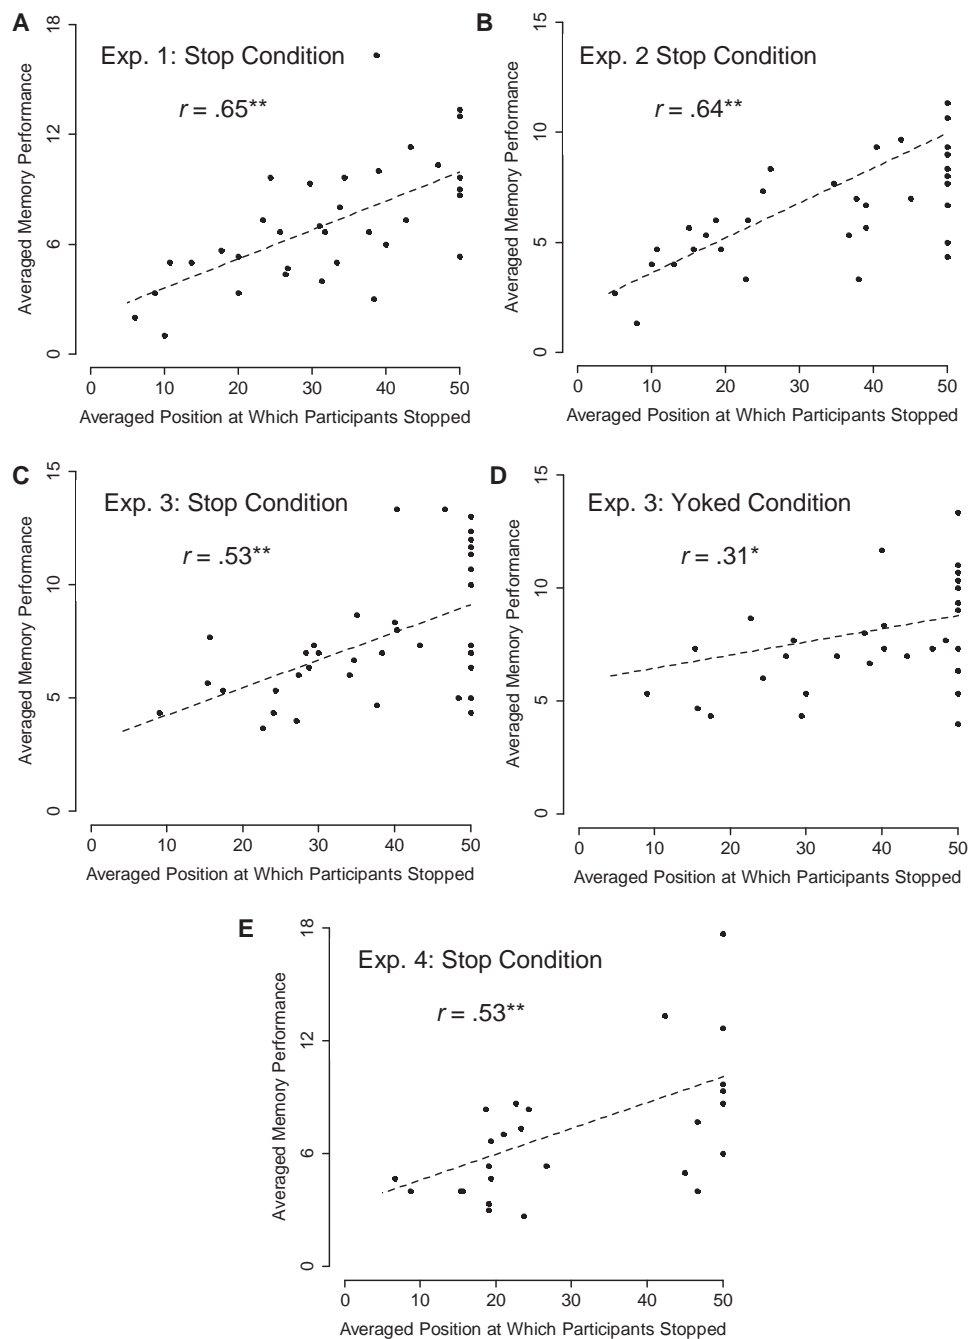 A
Exp. 1: Stop Condition
r = .65**
Averaged Memory Performance
18
12
6
0
0 10 20 30 40 50
Averaged Position at Which Participants Stopped
B
Exp. 2 Stop Condition
r = .64**
Averaged Memory Performance
15
10
5
0
0 10 20 30 40 50
Averaged Position at Which Participants Stopped
C
Exp. 3: Stop Condition
r = .53**
Averaged Memory Performance
15
10
5
0
0 10 20 30 40 50
Averaged Position at Which Participants Stopped
D
Exp. 3: Yoked Condition
r = .31*
Averaged Memory Performance
15
10
5
0
0 10 20 30 40 50
Averaged Position at Which Participants Stopped
E
Exp. 4: Stop Condition
r = .53**
Averaged Memory Performance
18
12
6
0
0 10 20 30 40 50
Averaged Position at Which Participants Stopped